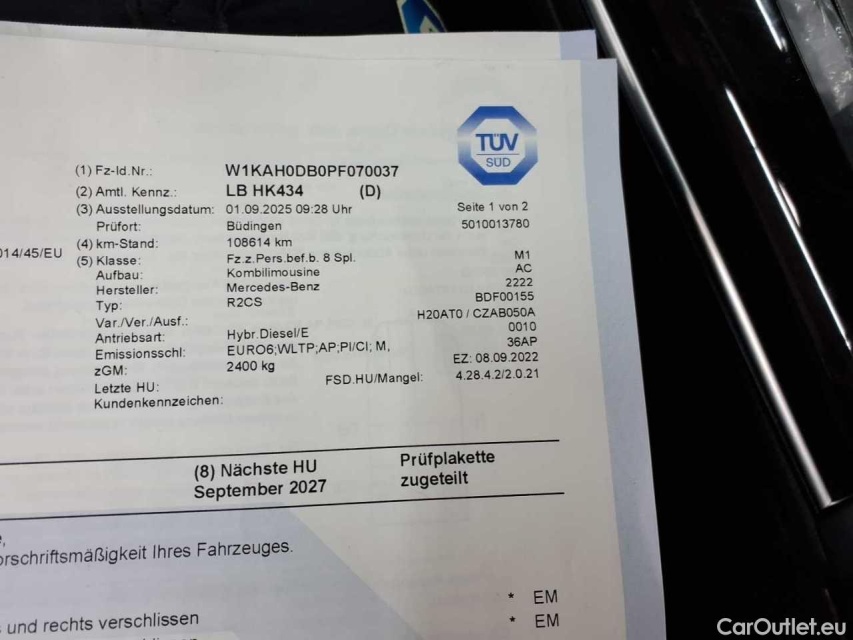 TÜV
SÜD
(1) Fz-Id.Nr.: W1KAH0DB0PF070037
(2) Amtl. Kennz.: LB HK434 (D)
(3) Ausstellungsdatum: 01.09.2025 09:28 Uhr Seite 1 von 2
Prüfort: Büdingen 5010013780
014/45/EU (4) km-Stand: 108614 km
(5) Klasse: Fz.z.Pers.bef.b. 8 Spl. M1
Aufbau: Kombilimousine AC
Hersteller: Mercedes-Benz 2222
Typ: R2CS BDF00155
Var./Ver./Ausf.: H20AT0 / CZAB050A
Antriebsart: Hybr.Diesel/E 0010
Emissionsschl: EURO6;WLTP;AP;PI/CI; M, 36AP
zGM: 2400 kg EZ: 08.09.2022
Letzte HU: FSD.HU/Mangel: 4.28.4.2/2.0.21
Kundenkennzeichen:
(8) Nächste HU Prüfplakette
September 2027 zugeteilt
orschriftsmäßigkeit Ihres Fahrzeuges.
* EM
und rechts verschlissen * EM
CarOutlet.eu